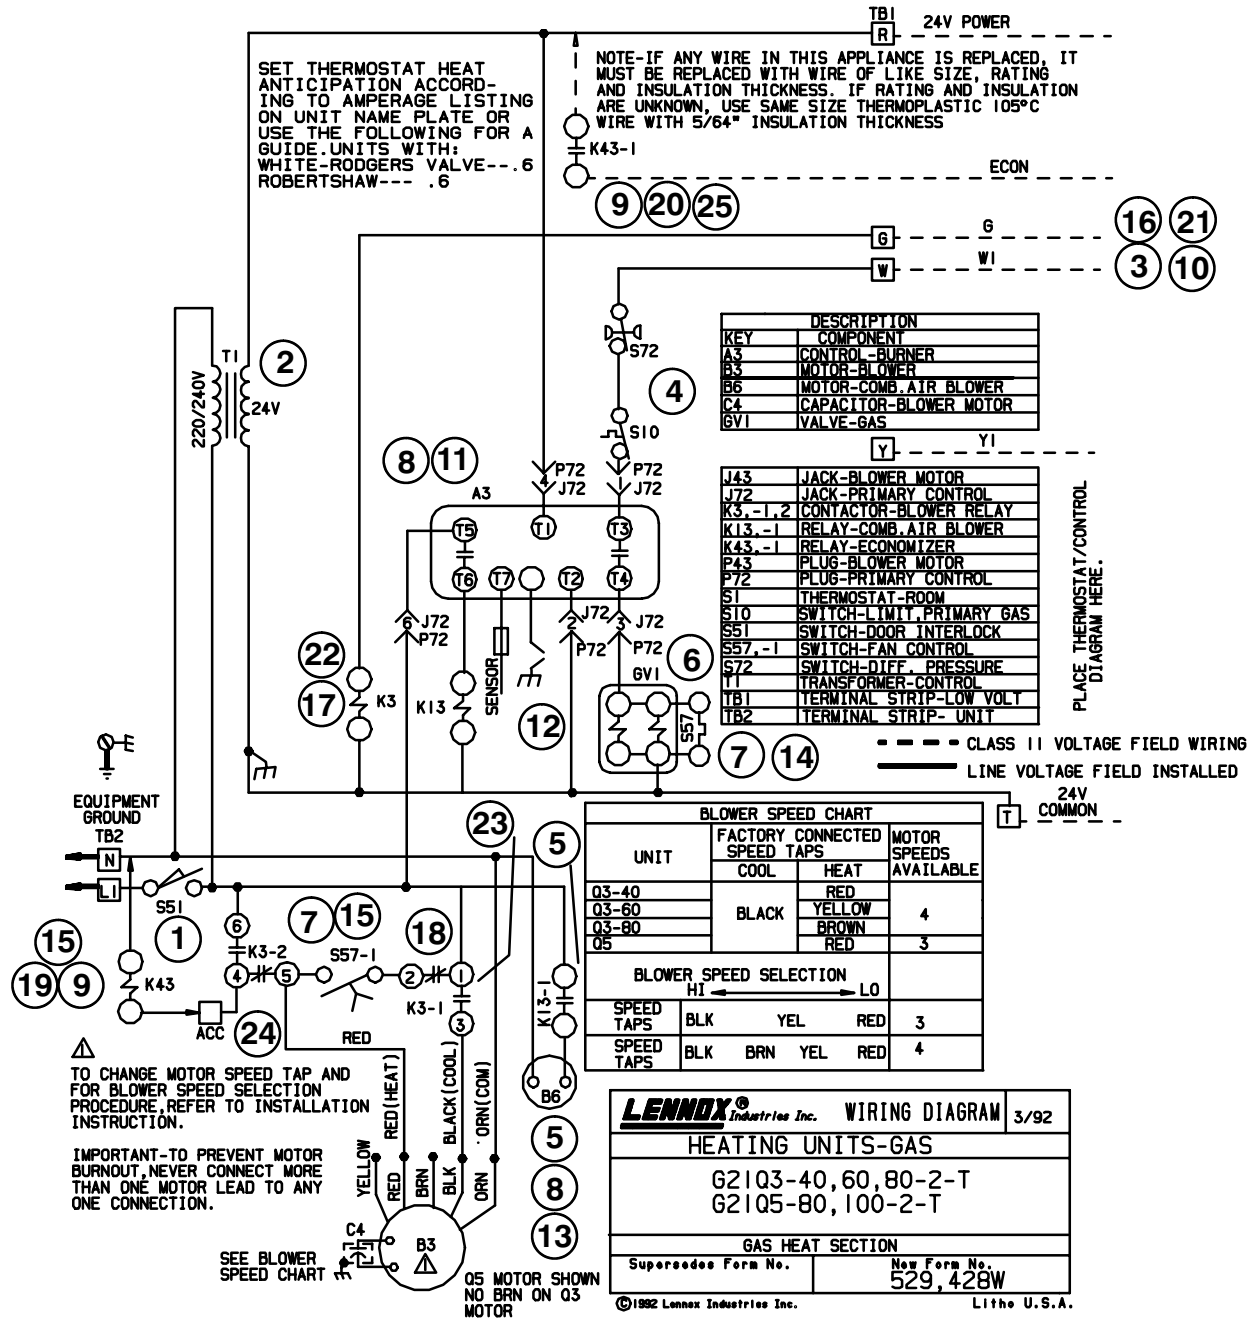 TB1
R
24V POWER
SET THERMOSTAT HEAT
ANTICIPATION ACCORD-
ING TO AMPERAGE LISTING
ON UNIT NAME PLATE OR
USE THE FOLLOWING FOR A
GUIDE.UNITS WITH:
WHITE-RODGERS VALVE--.6
ROBERTSHAW--- .6
NOTE-IF ANY WIRE IN THIS APPLIANCE IS REPLACED, IT
MUST BE REPLACED WITH WIRE OF LIKE SIZE, RATING
AND INSULATION THICKNESS. IF RATING AND INSULATION
ARE UNKNOWN, USE SAME SIZE THERMOPLASTIC 105°C
WIRE WITH 5/64" INSULATION THICKNESS
K43-1
ECON
9 20 25
G G
16 21
W W1
3 10
T1
2
220/240V
24V
S72
4
S10
DESCRIPTION
KEY COMPONENT
A3 CONTROL-BURNER
B3 MOTOR-BLOWER
B6 MOTOR-COMB.AIR BLOWER
C4 CAPACITOR-BLOWER MOTOR
GV1 VALVE-GAS
Y Y1
J43 JACK-BLOWER MOTOR
J72 JACK-PRIMARY CONTROL
K3,-1,2 CONTACTOR-BLOWER RELAY
K13,-1 RELAY-COMB.AIR BLOWER
K43,-1 RELAY-ECONOMIZER
P43 PLUG-BLOWER MOTOR
P72 PLUG-PRIMARY CONTROL
S1 THERMOSTAT-ROOM
S10 SWITCH-LIMIT,PRIMARY GAS
S51 SWITCH-DOOR INTERLOCK
S57,-1 SWITCH-FAN CONTROL
S72 SWITCH-DIFF. PRESSURE
T1 TRANSFORMER-CONTROL
TB1 TERMINAL STRIP-LOW VOLT
TB2 TERMINAL STRIP- UNIT
PLACE THERMOSTAT/CONTROL
DIAGRAM HERE.
8 11
A3
P72
4
J72
P72
1
J72
T5 T1 T3
T6 T7 T2 T4
6
J72
P72
J72
2
P72
J72
3
P72
SENSOR
22
17
K3
K13
12
GV1
6
S57
7 14
CLASS II VOLTAGE FIELD WIRING
LINE VOLTAGE FIELD INSTALLED
T
24V
COMMON
EQUIPMENT
GROUND
TB2
N
L1
S51
1
15
19 9
K43
ACC
6
K3-2
4
5
24
7 15
S57-1
18
2
1
K3-1
3
23
5
K13-1
B6
5
8
13
RED
RED(HEAT)
BLACK(COOL)
ORN(COM)
YELLOW
RED
BRN
BLK
ORN
C4
B3
SEE BLOWER
SPEED CHART
Q5 MOTOR SHOWN
NO BRN ON Q3
MOTOR
TO CHANGE MOTOR SPEED TAP AND
FOR BLOWER SPEED SELECTION
PROCEDURE,REFER TO INSTALLATION
INSTRUCTION.
IMPORTANT-TO PREVENT MOTOR
BURNOUT,NEVER CONNECT MORE
THAN ONE MOTOR LEAD TO ANY
ONE CONNECTION.
BLOWER SPEED CHART
UNIT
FACTORY CONNECTED
SPEED TAPS
COOL HEAT
MOTOR
SPEEDS
AVAILABLE
Q3-40 RED
Q3-60 YELLOW
Q3-80 BROWN
BLACK
4
Q5 RED 3
BLOWER SPEED SELECTION
HI LO
SPEED
TAPS
BLK YEL RED 3
SPEED
TAPS
BLK BRN YEL RED 4
LENNOX ® Industries Inc. WIRING DIAGRAM 3/92
HEATING UNITS-GAS
G21Q3-40,60,80-2-T
G21Q5-80,100-2-T
GAS HEAT SECTION
Supersedes Form No.
New Form No.
529,428W
©1992 Lennox Industries Inc.
Litho U.S.A.